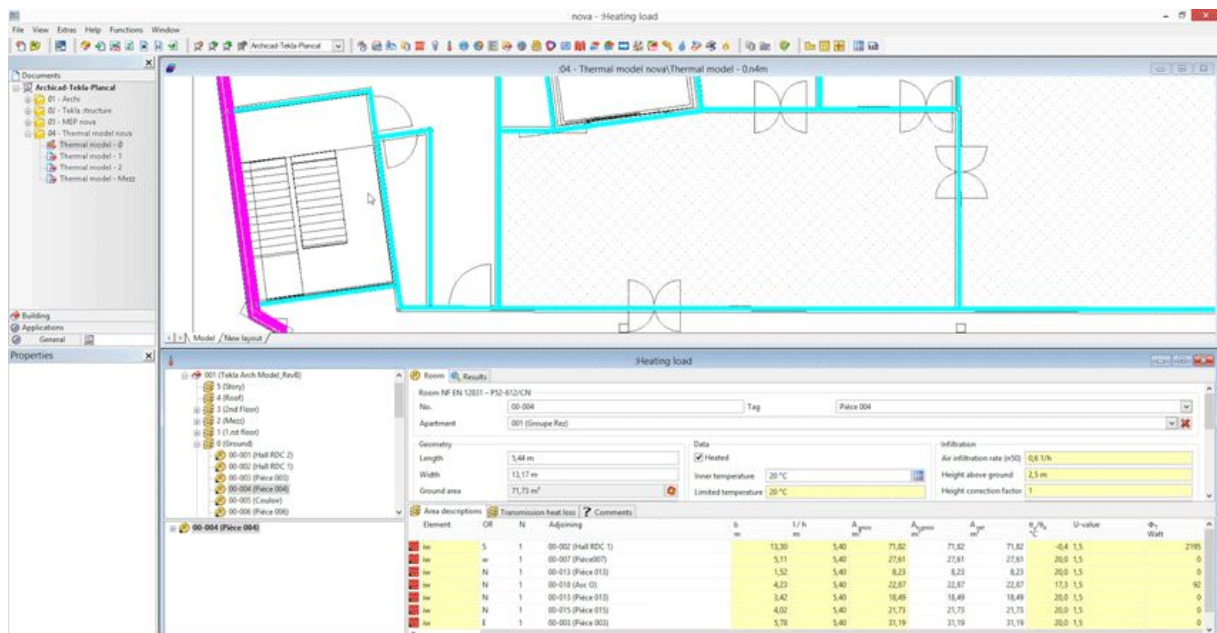 nova - :Heating load
File View Extras Help Functions Window
Archicad-Tekla-Plancal
Documents
Archicad-Tekla-Plancal
01 - Archi
02 - Tekla structure
03 - MEP nova
04 - Thermal model nova
Thermal model - 0
Thermal model - 1
Thermal model - 2
Thermal model - Mezz
Building
Applications
General
Properties
:04 - Thermal model nova\Thermal model - 0.n4m
Model / New layout /
:Heating load
001 (Tekla Arch Model_RevB)
5 (Story)
4 (Roof)
3 (2nd Floor)
2 (Mezz)
1 (1.nt floor)
0 (Ground)
00-001 (Hall RDC 2)
00-002 (Hall RDC 1)
00-003 (Pièce 003)
00-004 (Pièce 004)
00-005 (Couloir)
00-006 (Pièce 006)
00-004 (Pièce 004)
Room Results
Room NF EN 12831 - P52-612/CN
No. 00-004 Tag Pièce 004
Apartment 001 (Groupe Rez)
Geometry Data Infiltration
Length 5,44 m Heated Air infiltration rate (n50) 0,6 1/h
Width 13,17 m Inner temperature 20 °C Height above ground 2,5 m
Ground area 71,73 m² Limited temperature 20 °C Height correction factor 1
Area descriptions Transmission heat loss Comments
Element OR N Adjoining b l / h A gross A net U-value Φ
m m m² m² m² °C Watt
iw S 1 00-002 (Hall RDC 1) 13,30 5,40 71,82 71,82 71,82 -0,4 1,5 2195
iw w 1 00-007 (Pièce007) 5,11 5,40 27,61 27,61 27,61 20,0 1,5 0
iw N 1 00-013 (Pièce 013) 1,52 5,40 8,23 8,23 8,23 20,0 1,5 0
iw N 1 00-018 (Asc O) 4,23 5,40 22,87 22,87 22,87 17,3 1,5 92
iw N 1 00-013 (Pièce 013) 3,42 5,40 18,49 18,49 18,49 20,0 1,5 0
iw N 1 00-015 (Pièce 015) 4,02 5,40 21,73 21,73 21,73 20,0 1,5 0
iw E 1 00-003 (Pièce 003) 5,78 5,40 31,19 31,19 31,19 20,0 1,5 0